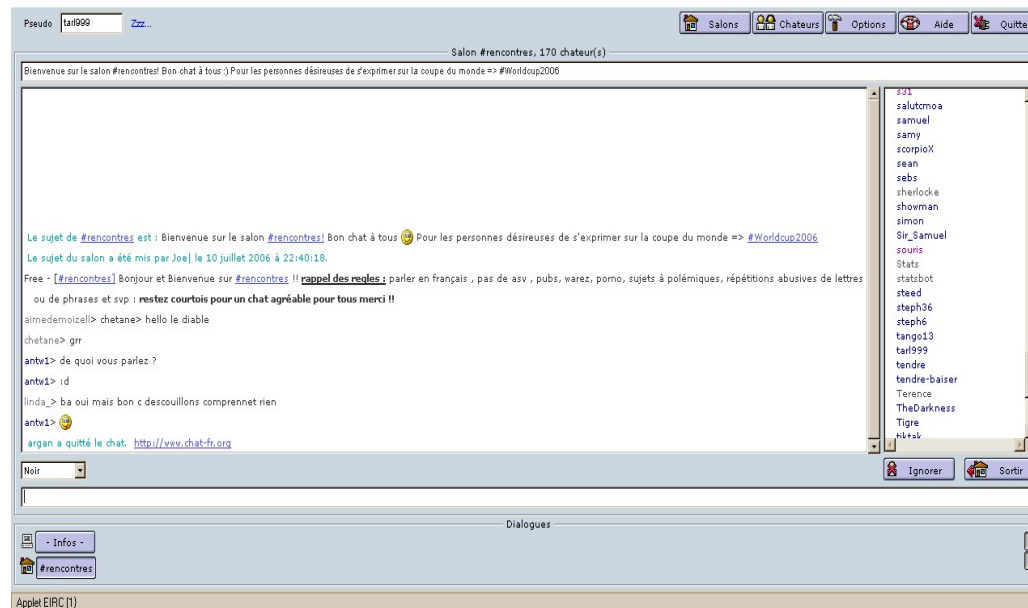 Pseudo tarl999 Zzz... Salons Chateurs Options Aide Quitte
Salon #rencontres, 170 chateur(s)
Bienvenue sur le salon #rencontres! Bon chat à tous :) Pour les personnes désireuses de s'exprimer sur la coupe du monde => #Worldcup2006
Le sujet de #rencontres est : Bienvenue sur le salon #rencontres! Bon chat à tous Pour les personnes désireuses de s'exprimer sur la coupe du monde => #Worldcup2006
Le sujet du salon a été mis par Joe| le 10 juillet 2006 à 22:40:18.
Free - [#rencontres] Bonjour et Bienvenue sur #rencontres !! rappel des regles : parler en français , pas de asv , pubs, warez, porno, sujets à polémiques, répétitions abusives de lettres
ou de phrases et svp : restez courtois pour un chat agréable pour tous merci !!
aimedemoizell> chetane> hello le diable
chetane> grr
antw1> de quoi vous parlez ?
antw1> :d
linda_> ba oui mais bon c descouillons comprennet rien
antw1>
argan a quitté le chat. http://www.chat-fr.org
s31
salutcmoa
samuel
samy
scorpioX
sean
sebs
sherlocke
showman
simon
Sir_Samuel
souris
Stats
statsbot
steed
steph36
steph6
tango13
tarl999
tendre
tendre-baiser
Terence
TheDarkness
Tigre
tiktak
Noir
Ignorer Sortir
Dialogues
- Infos -
#rencontres
Applet EIRC [1]